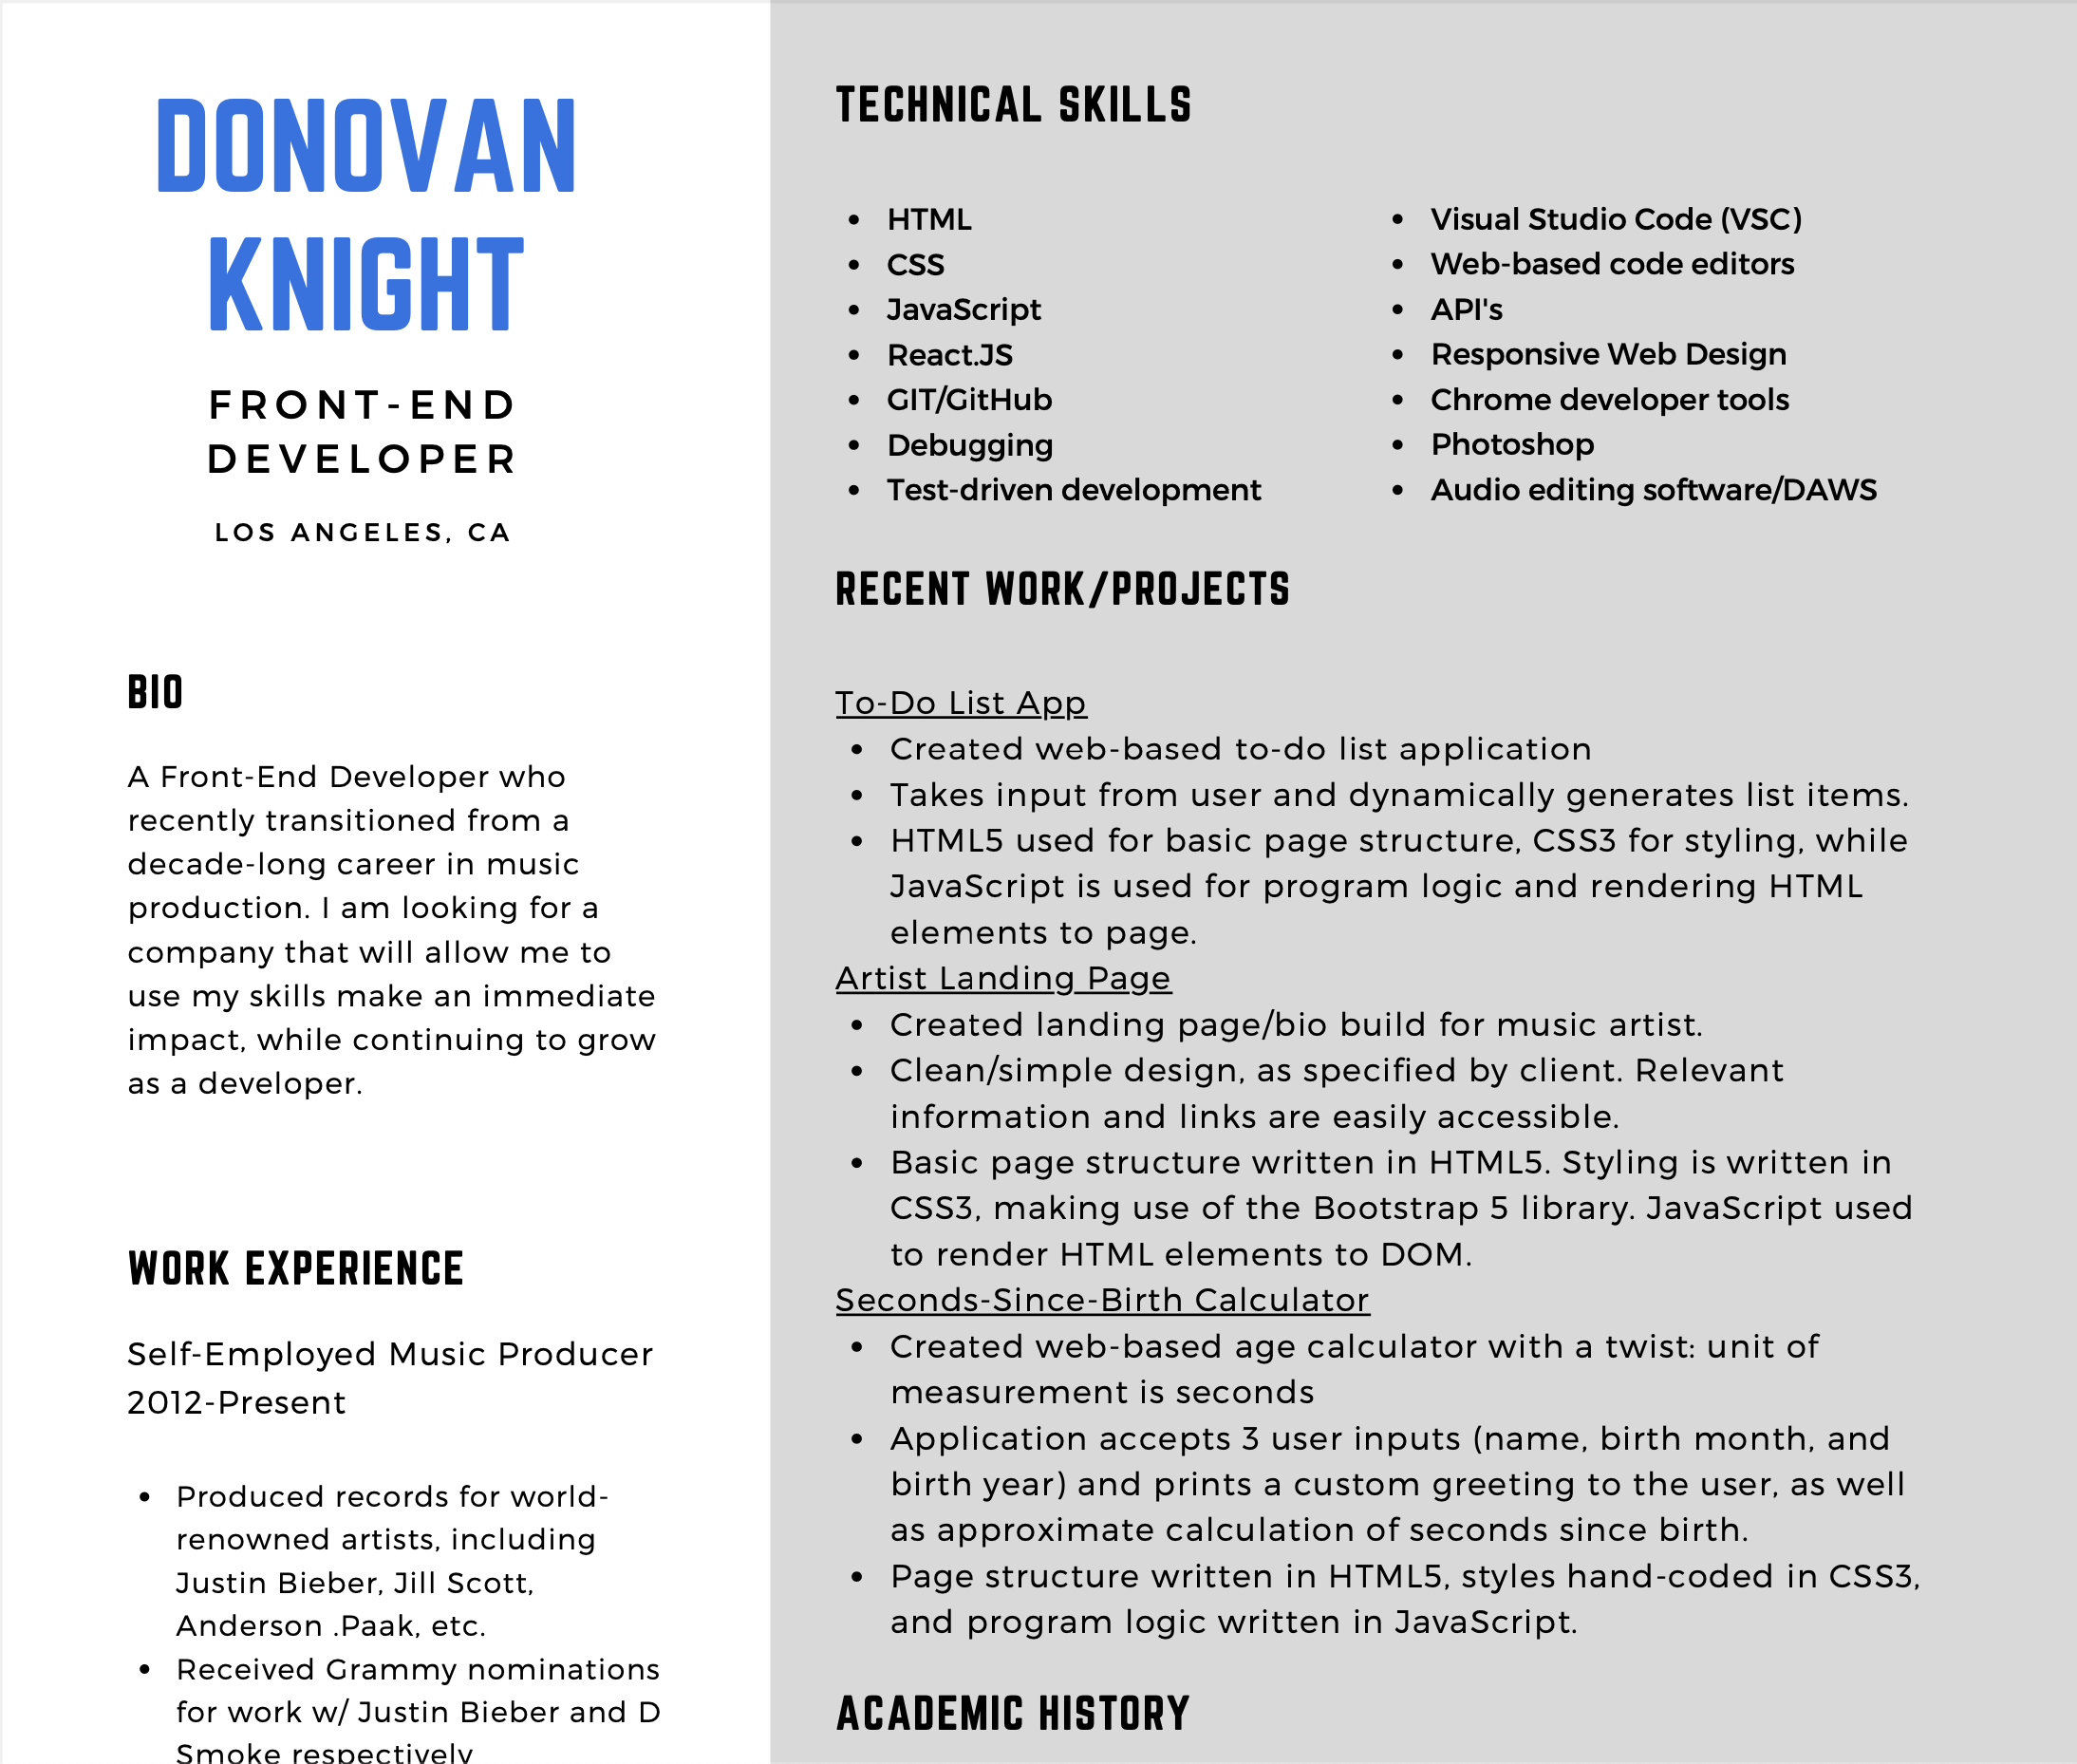 DONOVAN
KNIGHT
FRONT-END
DEVELOPER
LOS ANGELES, CA
BIO
A Front-End Developer who
recently transitioned from a
decade-long career in music
production. I am looking for a
company that will allow me to
use my skills make an immediate
impact, while continuing to grow
as a developer.
WORK EXPERIENCE
Self-Employed Music Producer
2012-Present
• Produced records for world-
renowned artists, including
Justin Bieber, Jill Scott,
Anderson .Paak, etc.
• Received Grammy nominations
for work w/ Justin Bieber and D
Smoke respectively
TECHNICAL SKILLS
• HTML
• CSS
• JavaScript
• React.JS
• GIT/GitHub
• Debugging
• Test-driven development
• Visual Studio Code (VSC)
• Web-based code editors
• API's
• Responsive Web Design
• Chrome developer tools
• Photoshop
• Audio editing software/DAWS
RECENT WORK/PROJECTS
To-Do List App
• Created web-based to-do list application
• Takes input from user and dynamically generates list items.
• HTML5 used for basic page structure, CSS3 for styling, while
JavaScript is used for program logic and rendering HTML
elements to page.
Artist Landing Page
• Created landing page/bio build for music artist.
• Clean/simple design, as specified by client. Relevant
information and links are easily accessible.
• Basic page structure written in HTML5. Styling is written in
CSS3, making use of the Bootstrap 5 library. JavaScript used
to render HTML elements to DOM.
Seconds-Since-Birth Calculator
• Created web-based age calculator with a twist: unit of
measurement is seconds
• Application accepts 3 user inputs (name, birth month, and
birth year) and prints a custom greeting to the user, as well
as approximate calculation of seconds since birth.
• Page structure written in HTML5, styles hand-coded in CSS3,
and program logic written in JavaScript.
ACADEMIC HISTORY